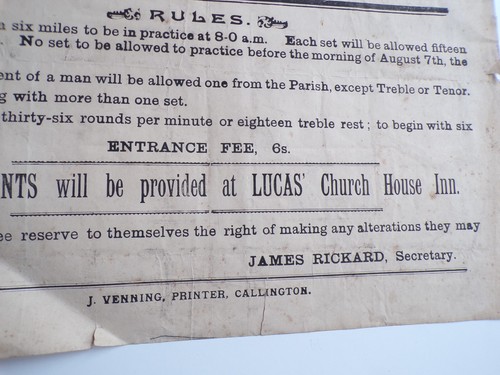 RULES.
six miles to be in practice at 8-0 a.m. Each set will be allowed fifteen
No set to be allowed to practice before the morning of August 7th, the
ent of a man will be allowed one from the Parish, except Treble or Tenor.
g with more than one set.
thirty-six rounds per minute or eighteen treble rest; to begin with six
ENTRANCE FEE, 6s.
NTS will be provided at LUCAS' Church House Inn.
ee reserve to themselves the right of making any alterations they may
JAMES RICKARD, Secretary.
J. VENNING, PRINTER, CALLINGTON.